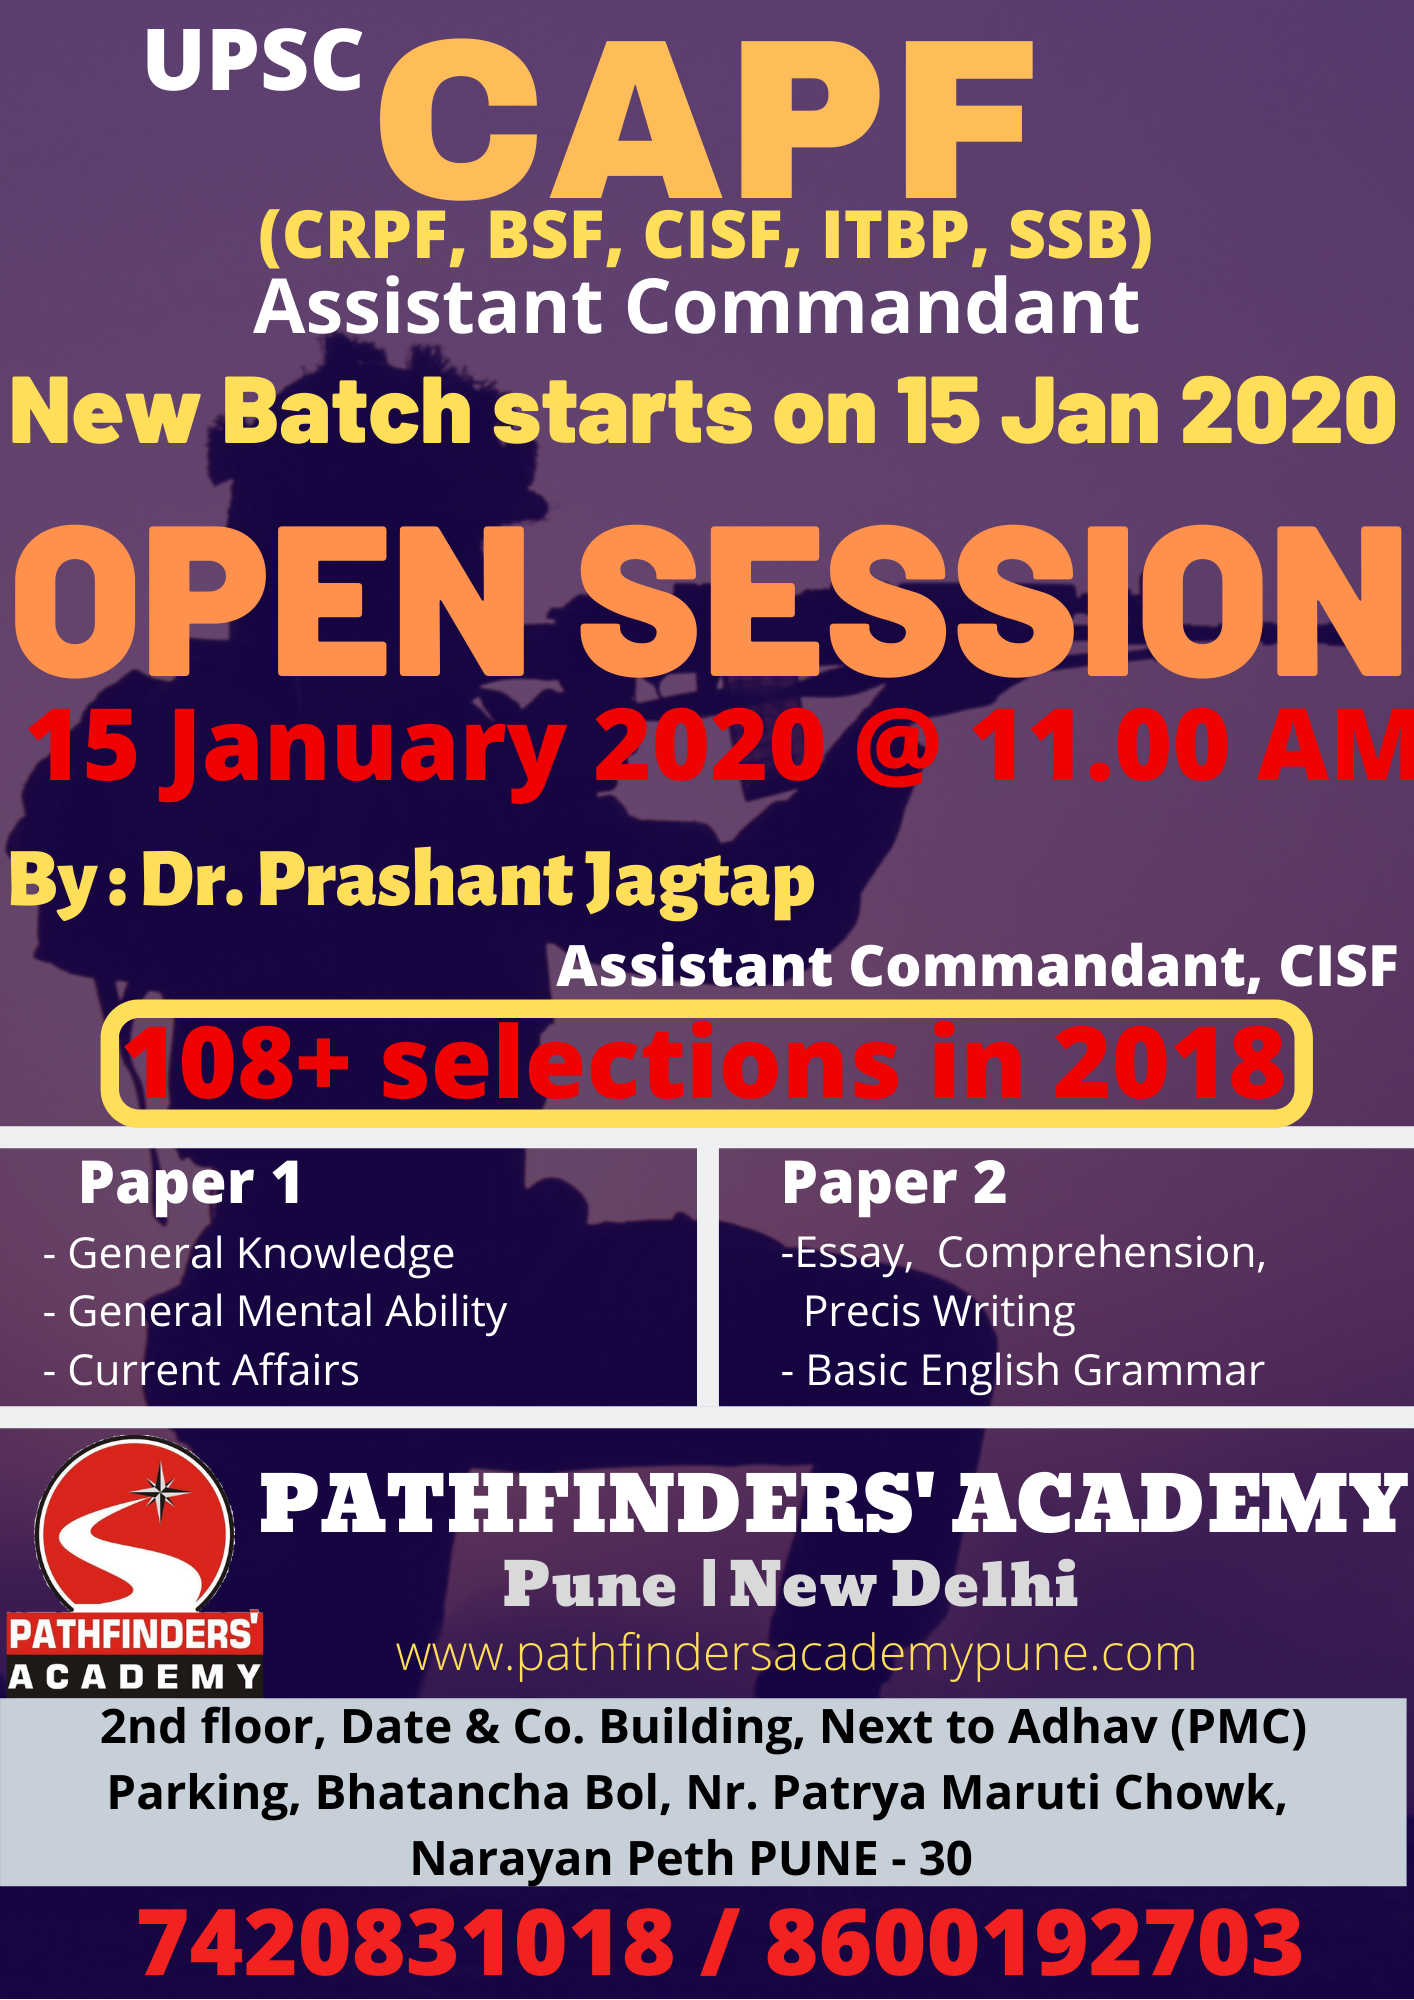 UPSC
CAPF
(CRPF, BSF, CISF, ITBP, SSB)
Assistant Commandant
New Batch starts on 15 Jan 2020
OPEN SESSION
15 January 2020 @ 11.00 AM
By : Dr. Prashant Jagtap
Assistant Commandant, CISF
108+ selections in 2018
Paper 1
- General Knowledge
- General Mental Ability
- Current Affairs
Paper 2
-Essay, Comprehension,
Precis Writing
- Basic English Grammar
PATHFINDERS'
ACADEMY
PATHFINDERS' ACADEMY
Pune | New Delhi
www.pathfindersacademypune.com
2nd floor, Date & Co. Building, Next to Adhav (PMC)
Parking, Bhatancha Bol, Nr. Patrya Maruti Chowk,
Narayan Peth PUNE - 30
7420831018 / 8600192703